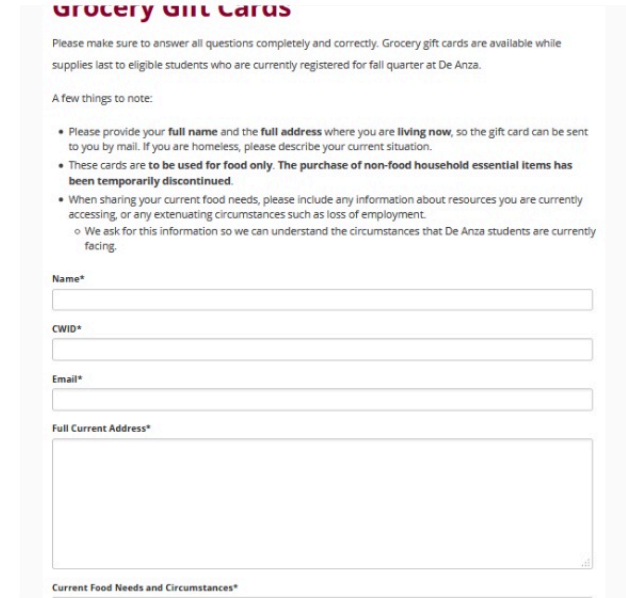 Grocery Gift Cards
Please make sure to answer all questions completely and correctly. Grocery gift cards are available while
supplies last to eligible students who are currently registered for fall quarter at De Anza.
A few things to note:
• Please provide your full name and the full address where you are living now, so the gift card can be sent
to you by mail. If you are homeless, please describe your current situation.
• These cards are to be used for food only. The purchase of non-food household essential items has
been temporarily discontinued.
• When sharing your current food needs, please include any information about resources you are currently
accessing, or any extenuating circumstances such as loss of employment.
○ We ask for this information so we can understand the circumstances that De Anza students are currently
facing.
Name*
CWID*
Email*
Full Current Address*
Current Food Needs and Circumstances*